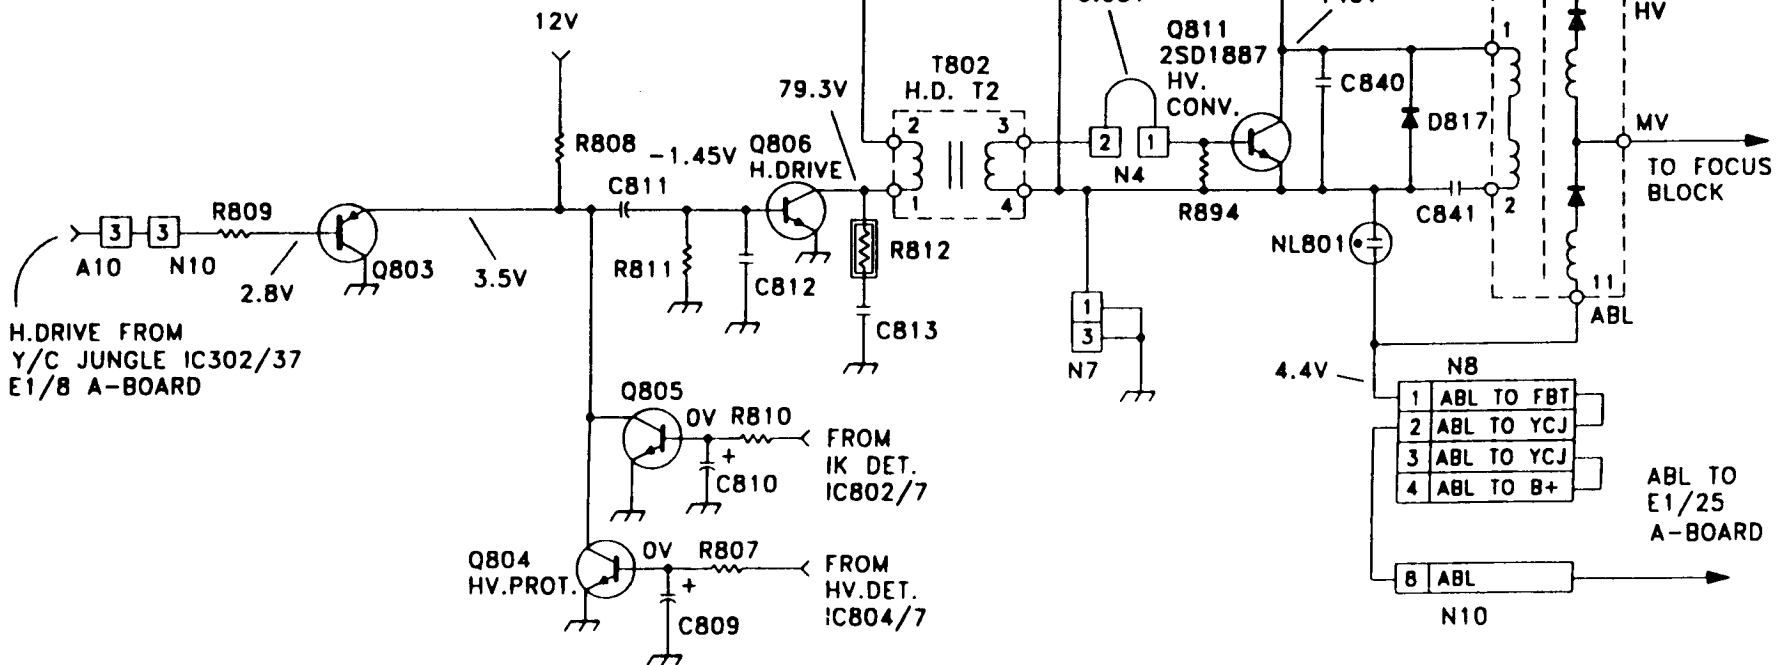 12V
HV
Q811
2SD1887
HV.
CONV.
1
T802
H.D. T2
79.3V
C840
2
3
2
1
D817
MV
R808
-1.45V
Q806
H.DRIVE
N4
TO FOCUS
BLOCK
C811
1
4
R894
C841
2
R809
3
3
A10
N10
Q803
2.8V
3.5V
R811
C812
R812
C813
NL801
11
ABL
1
3
N7
H.DRIVE FROM
Y/C JUNGLE IC302/37
E1/8 A-BOARD
4.4V
N8
1 ABL TO FBT
2 ABL TO YCJ
3 ABL TO YCJ
4 ABL TO B+
Q805
0V
R810
+
C810
FROM
IK DET.
IC802/7
ABL TO
E1/25
A-BOARD
Q804
HV.PROT.
0V
R807
+
C809
FROM
HV.DET.
IC804/7
8 ABL
N10